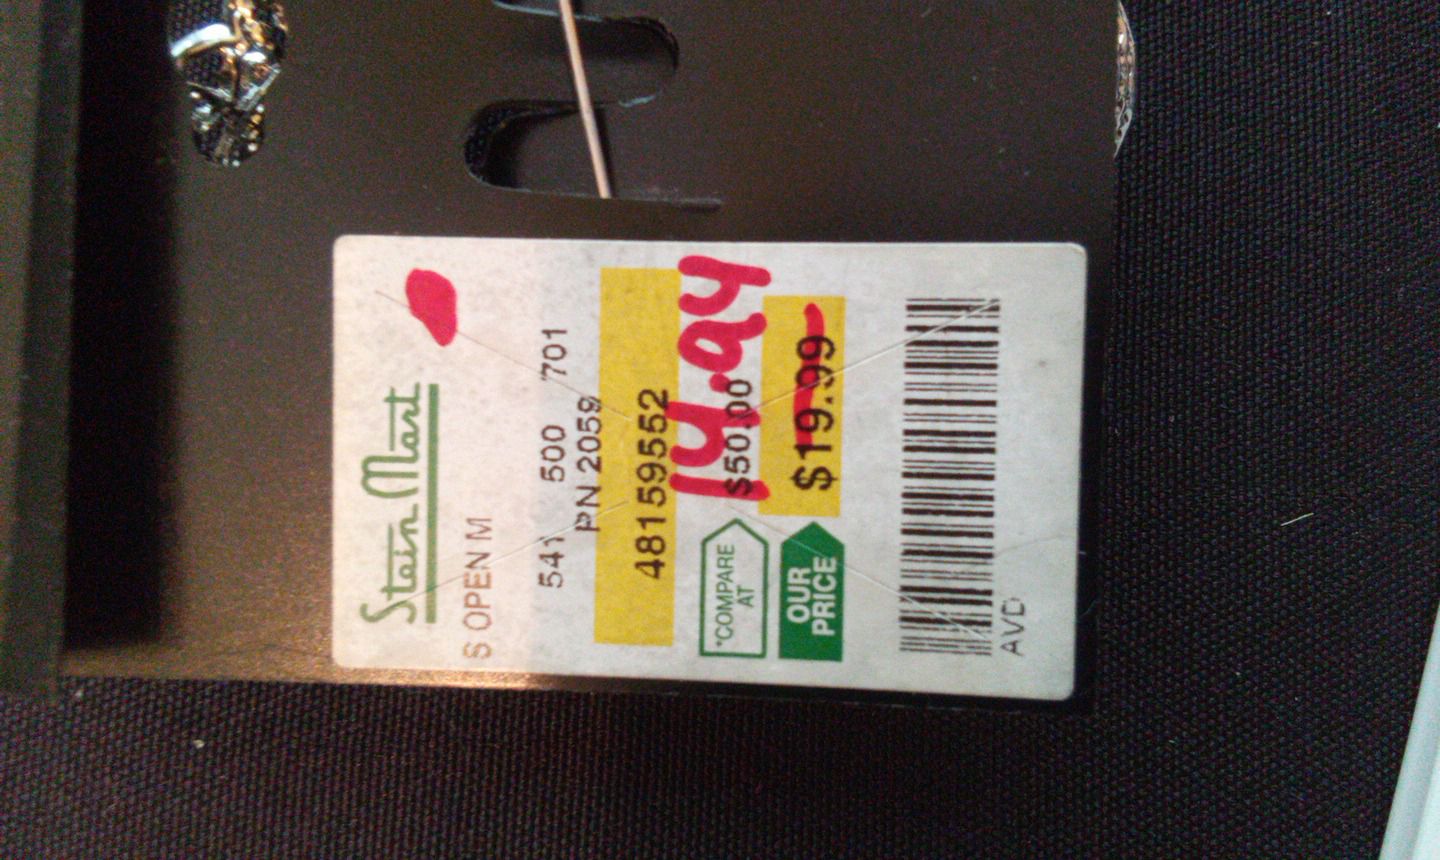 Stein Mart
S OPEN M
541 500 701
PN 2059
48159552
14.94
*COMPARE
AT
$50.00
OUR
PRICE
$19.99
AVD